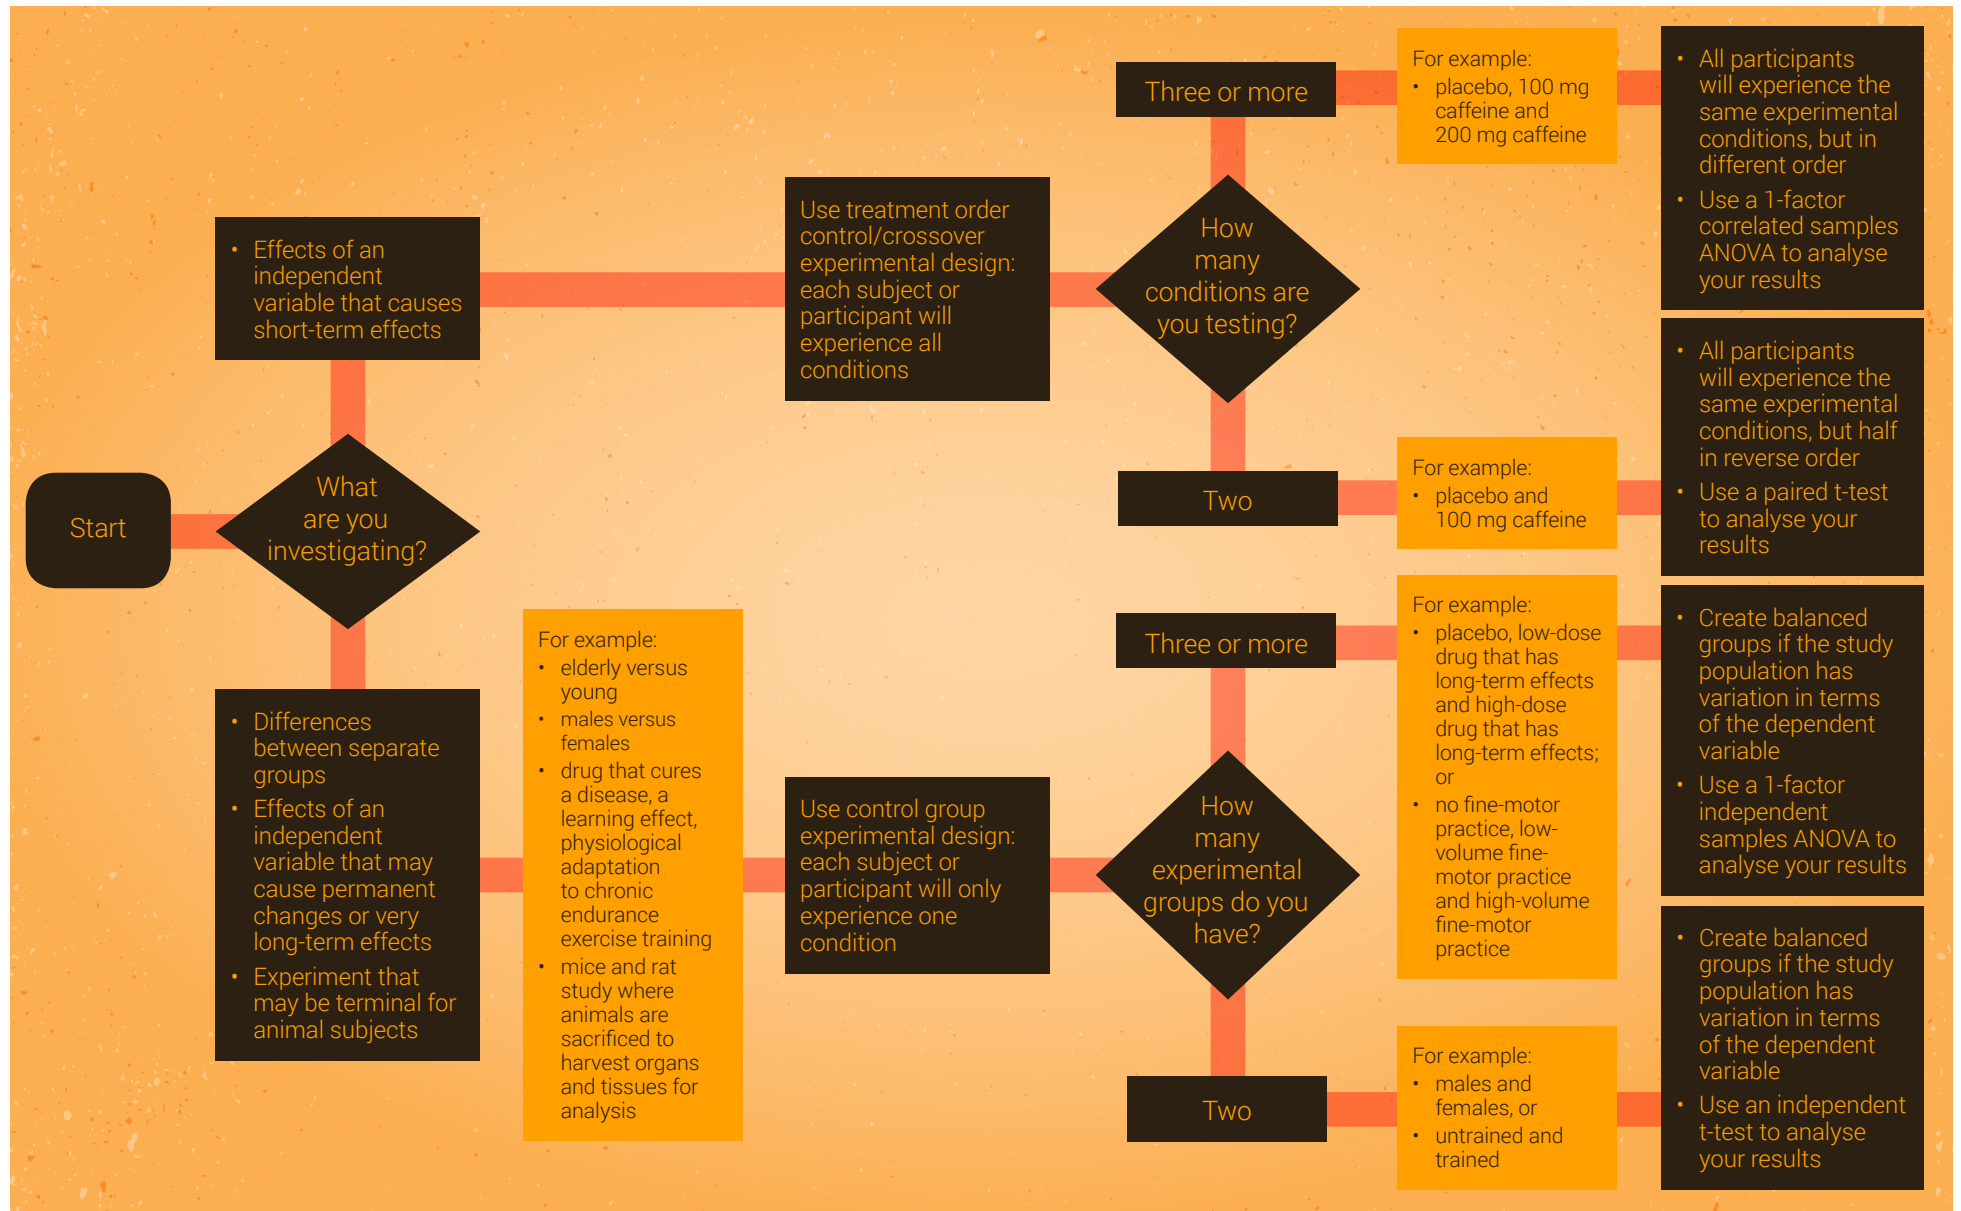 Start
What
are you
investigating?
• Effects of an
independent
variable that causes
short-term effects
Use treatment order
control/crossover
experimental design:
each subject or
participant will
experience all
conditions
How
many
conditions are
you testing?
Three or more
For example:
• placebo, 100 mg
caffeine and
200 mg caffeine
• All participants
will experience the
same experimental
conditions, but in
different order
• Use a 1-factor
correlated samples
ANOVA to analyse
your results
Two
For example:
• placebo and
100 mg caffeine
• All participants
will experience the
same experimental
conditions, but half
in reverse order
• Use a paired t-test
to analyse your
results
• Differences
between separate
groups
• Effects of an
independent
variable that may
cause permanent
changes or very
long-term effects
• Experiment that
may be terminal for
animal subjects
For example:
• elderly versus
young
• males versus
females
• drug that cures
a disease, a
learning effect,
physiological
adaptation
to chronic
endurance
exercise training
• mice and rat
study where
animals are
sacrificed to
harvest organs
and tissues for
analysis
Use control group
experimental design:
each subject or
participant will only
experience one
condition
How
many
experimental
groups do you
have?
Three or more
For example:
• placebo, low-dose
drug that has
long-term effects
and high-dose
drug that has
long-term effects;
or
• no fine-motor
practice, low-
volume fine-
motor practice
and high-volume
fine-motor
practice
• Create balanced
groups if the study
population has
variation in terms
of the dependent
variable
• Use a 1-factor
independent
samples ANOVA to
analyse your results
Two
For example:
• males and
females, or
• untrained and
trained
• Create balanced
groups if the study
population has
variation in terms
of the dependent
variable
• Use an independent
t-test to analyse
your results